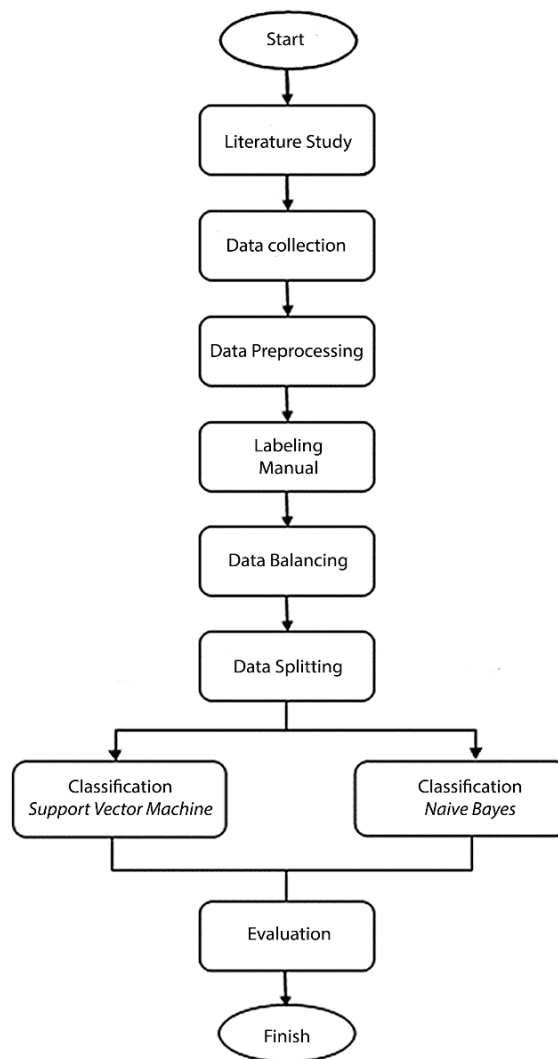 Start
Literature Study
Data collection
Data Preprocessing
Labeling
Manual
Data Balancing
Data Splitting
Classification
Support Vector Machine
Classification
Naive Bayes
Evaluation
Finish